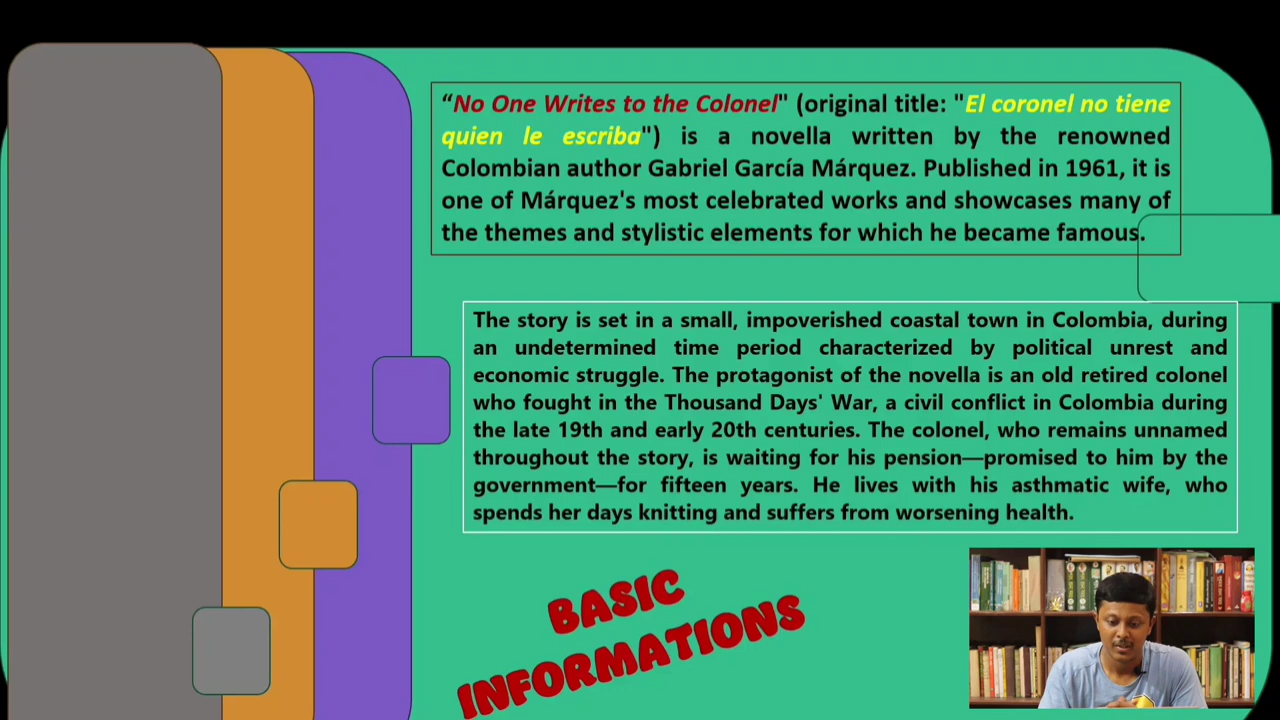 “No One Writes to the Colonel" (original title: "El coronel no tiene
quien le escriba") is a novella written by the renowned
Colombian author Gabriel García Márquez. Published in 1961, it is
one of Márquez's most celebrated works and showcases many of
the themes and stylistic elements for which he became famous.
The story is set in a small, impoverished coastal town in Colombia, during
an undetermined time period characterized by political unrest and
economic struggle. The protagonist of the novella is an old retired colonel
who fought in the Thousand Days' War, a civil conflict in Colombia during
the late 19th and early 20th centuries. The colonel, who remains unnamed
throughout the story, is waiting for his pension—promised to him by the
government—for fifteen years. He lives with his asthmatic wife, who
spends her days knitting and suffers from worsening health.
BASIC
INFORMATIONS